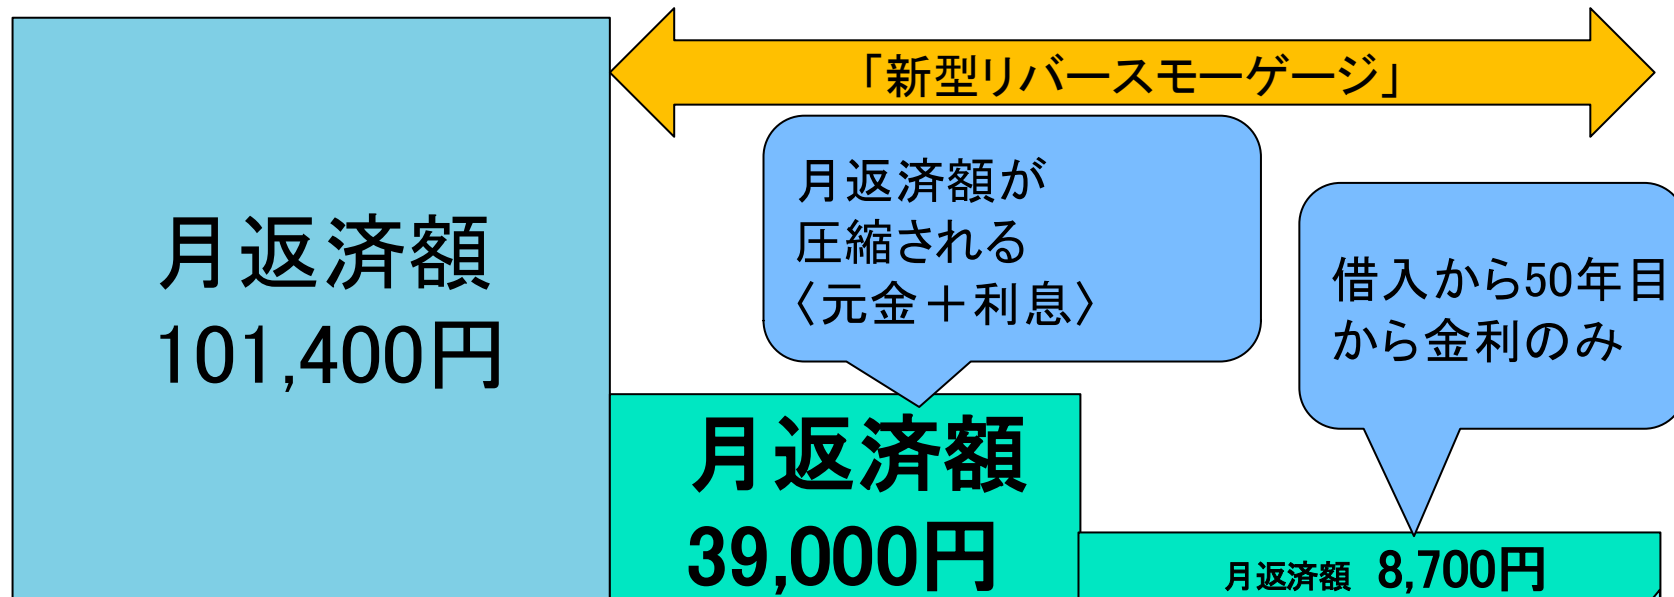 「新型リバースモーゲージ」
月返済額
101,400円
月返済額が
圧縮される
〈元金＋利息〉
借入から50年目
から金利のみ
月返済額
39,000円
月返済額 8,700円